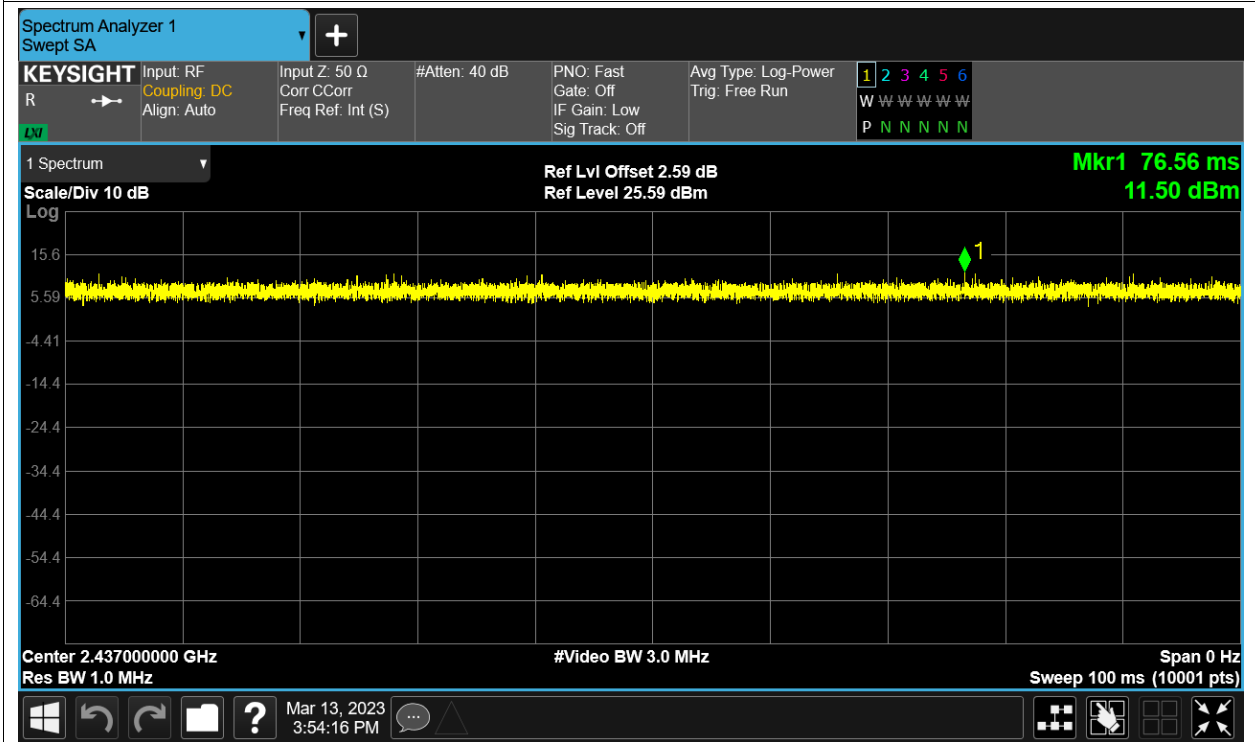 Spectrum Analyzer 1
Swept SA
▼
+
KEYSIGHT Input: RF Input Z: 50 Ω #Atten: 40 dB PNO: Fast Avg Type: Log-Power 1 2 3 4 5 6
R Coupling: DC Corr CCorr Gate: Off Trig: Free Run W W W W W W
Align: Auto Freq Ref: Int (S) IF Gain: Low
LXI Sig Track: Off P N N N N N
1 Spectrum ▼ Ref Lvl Offset 2.59 dB Mkr1 76.56 ms
Scale/Div 10 dB Ref Level 25.59 dBm 11.50 dBm
Log
1
15.6
5.59
-4.41
-14.4
-24.4
-34.4
-44.4
-54.4
-64.4
Center 2.437000000 GHz #Video BW 3.0 MHz Span 0 Hz
Res BW 1.0 MHz Sweep 100 ms (10001 pts)
? Mar 13, 2023
3:54:16 PM